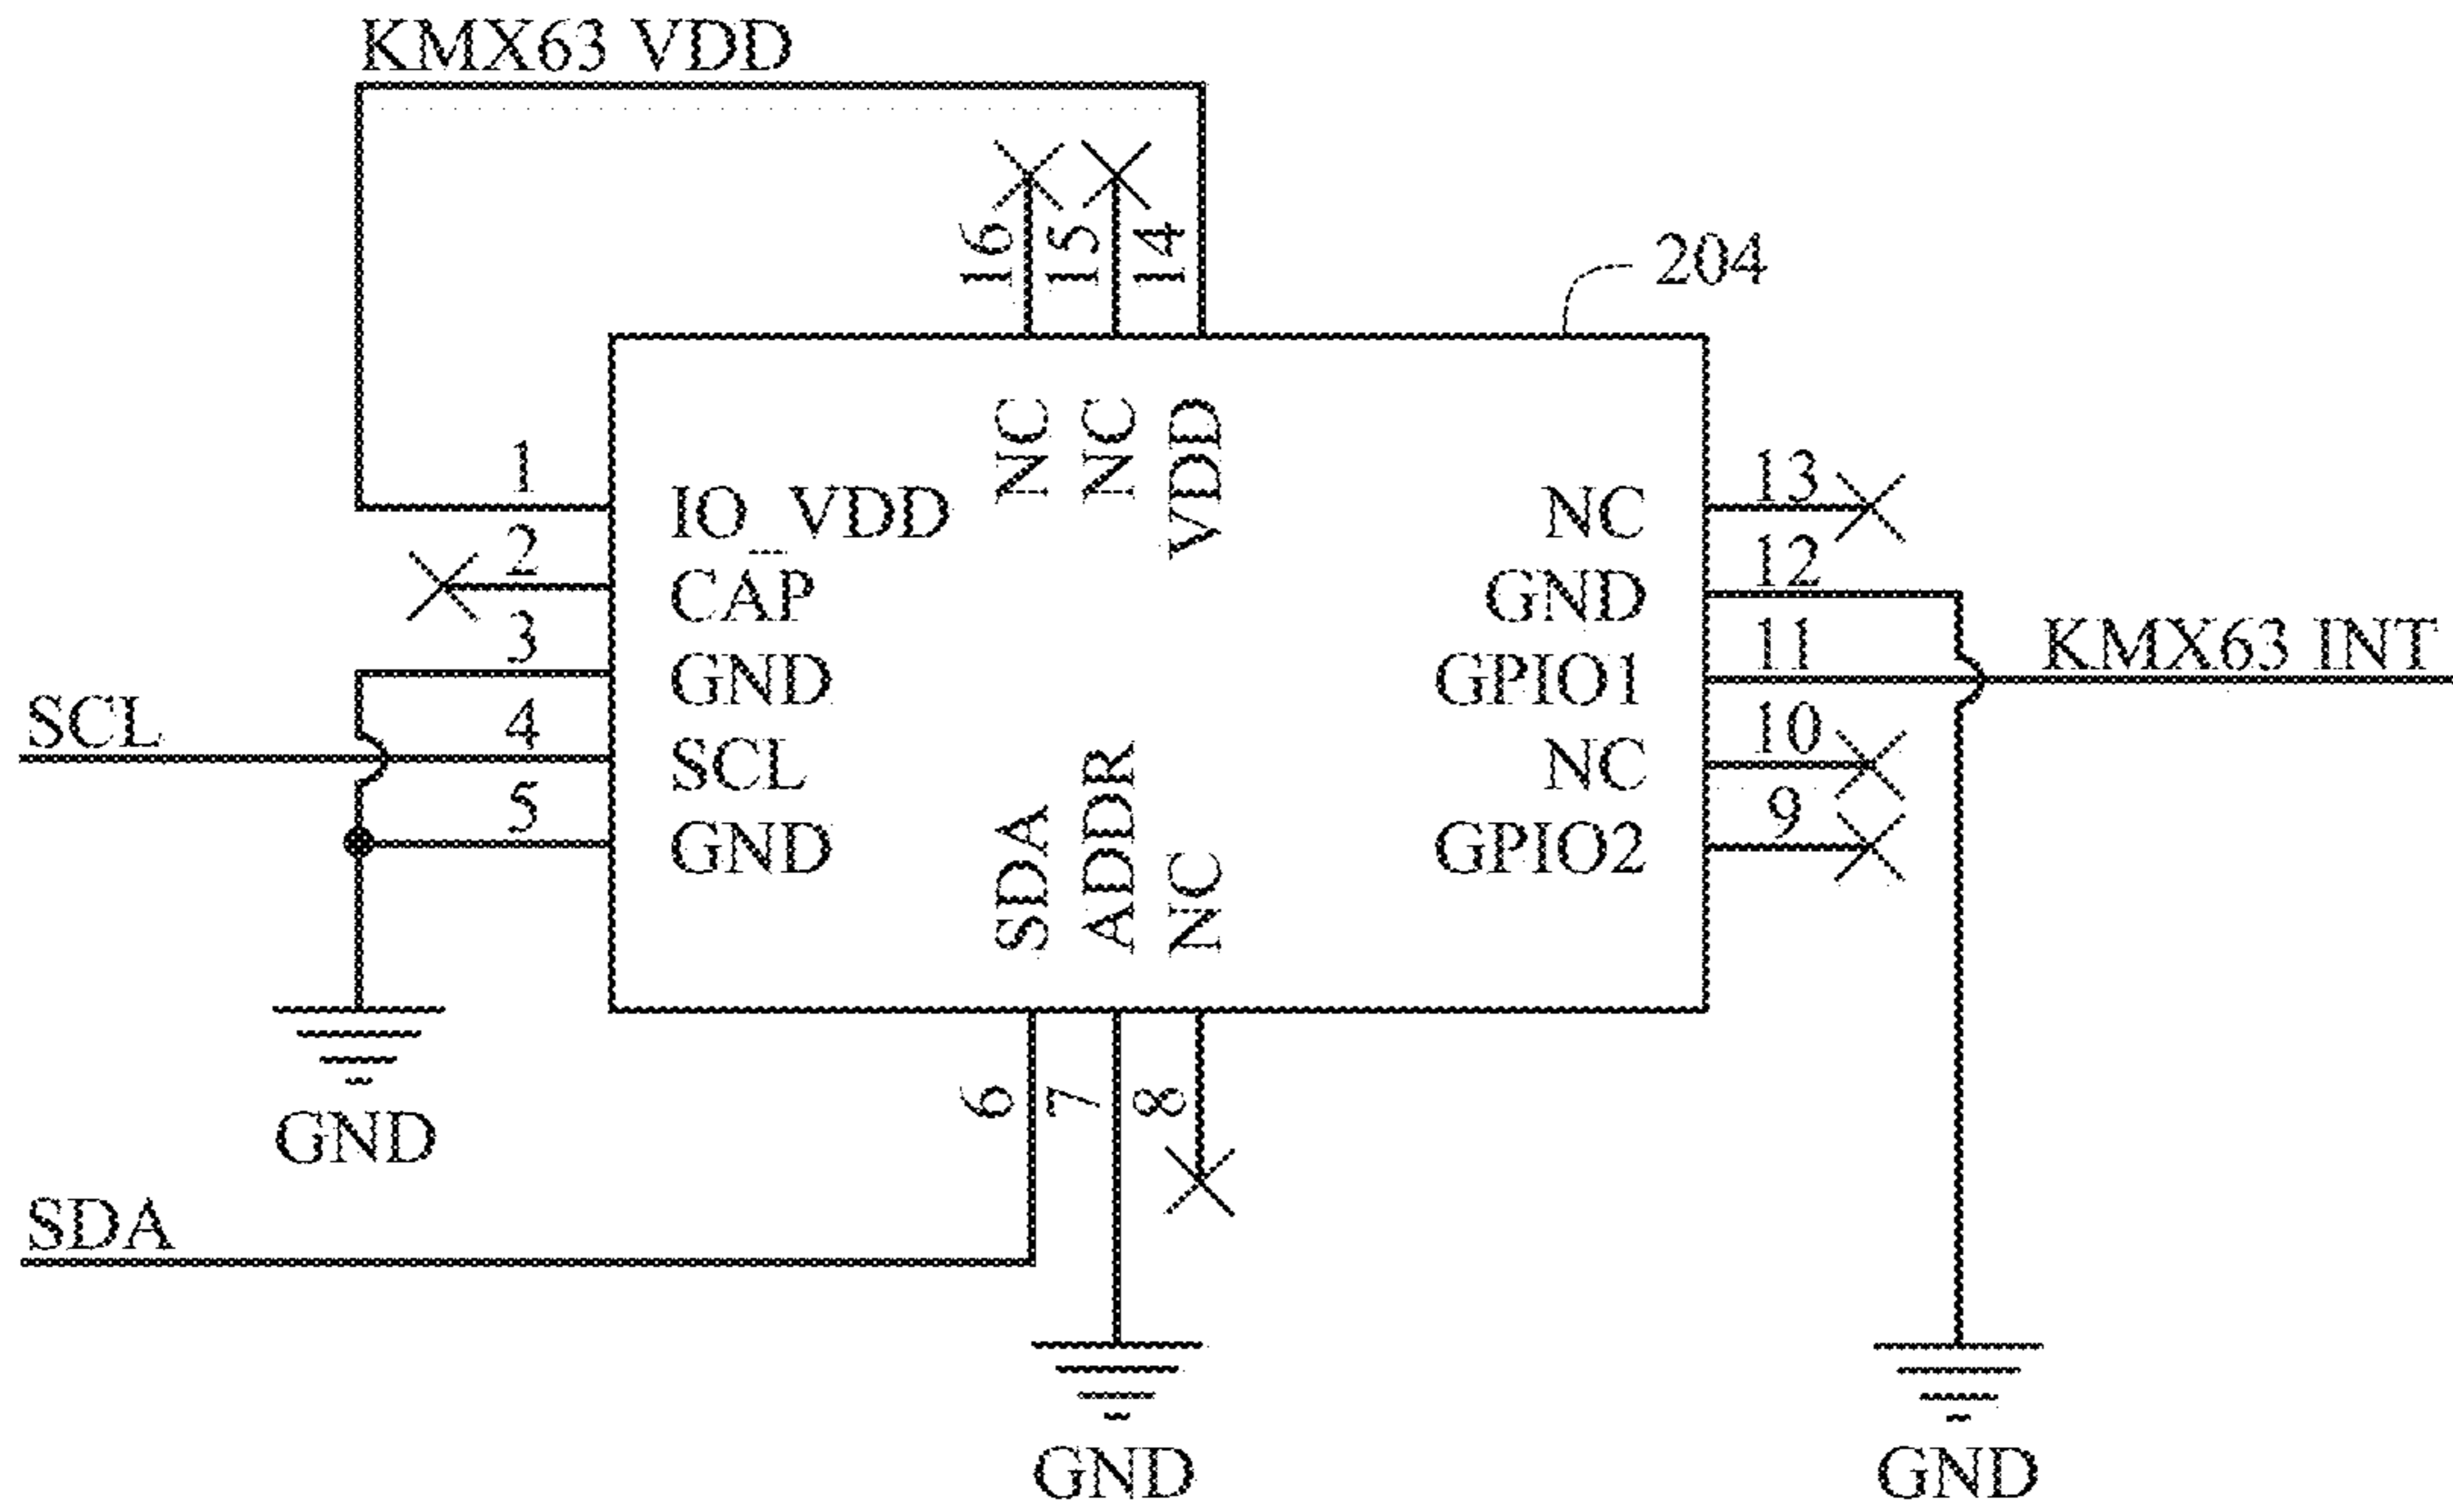 KMX63 VDD
16
15
14
204
NC
NC
VDD
1
IO_VDD
2
CAP
3
GND
SCL
4
SCL
5
GND
13
NC
12
GND
11
GPIO1
KMX63 INT
10
NC
9
GPIO2
SDA
ADDR
NC
GND
6
7
8
SDA
GND
GND